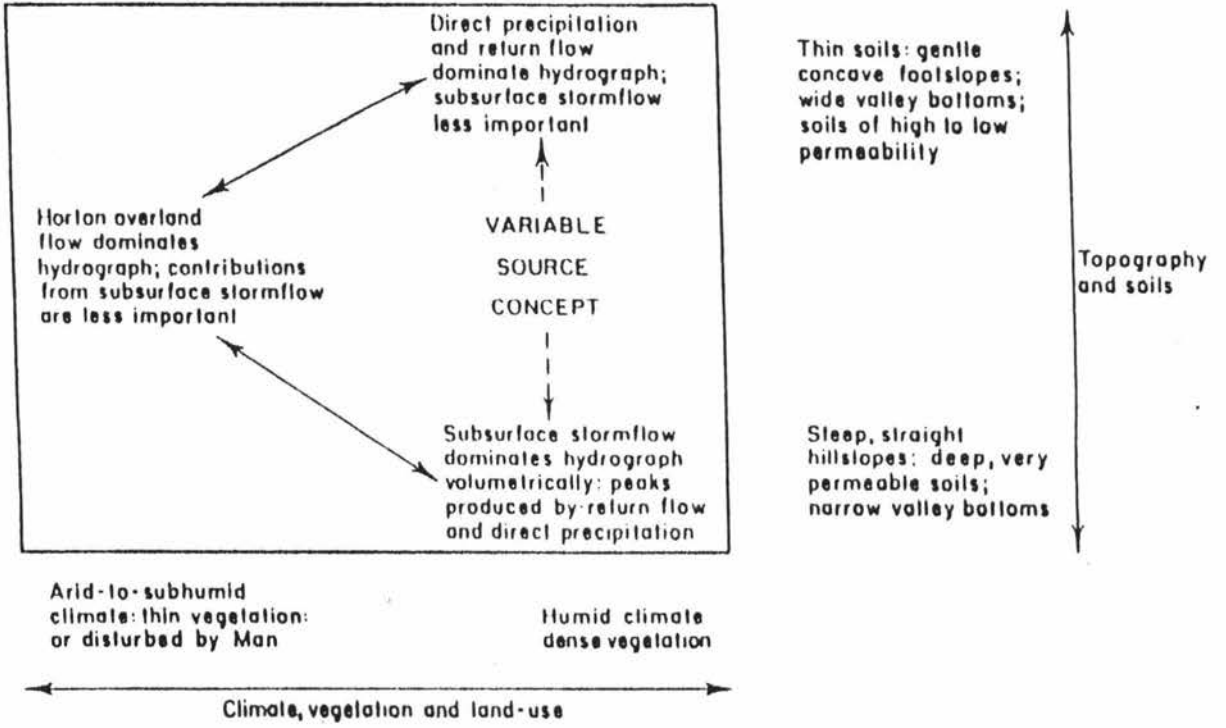 Direct precipitation
and return flow
dominate hydrograph;
subsurface stormflow
less important
Thin soils: gentle
concave footslopes;
wide valley bottoms;
soils of high to low
permeability
Horton overland
flow dominates
hydrograph; contributions
from subsurface stormflow
are less important
VARIABLE
SOURCE
CONCEPT
Topography
and soils
Subsurface stormflow
dominates hydrograph
volumetrically: peaks
produced by return flow
and direct precipitation
Steep, straight
hillslopes: deep, very
permeable soils;
narrow valley bottoms
Arid-to-subhumid
climate: thin vegetation:
or disturbed by Man
Humid climate
dense vegetation
Climate, vegetation and land-use